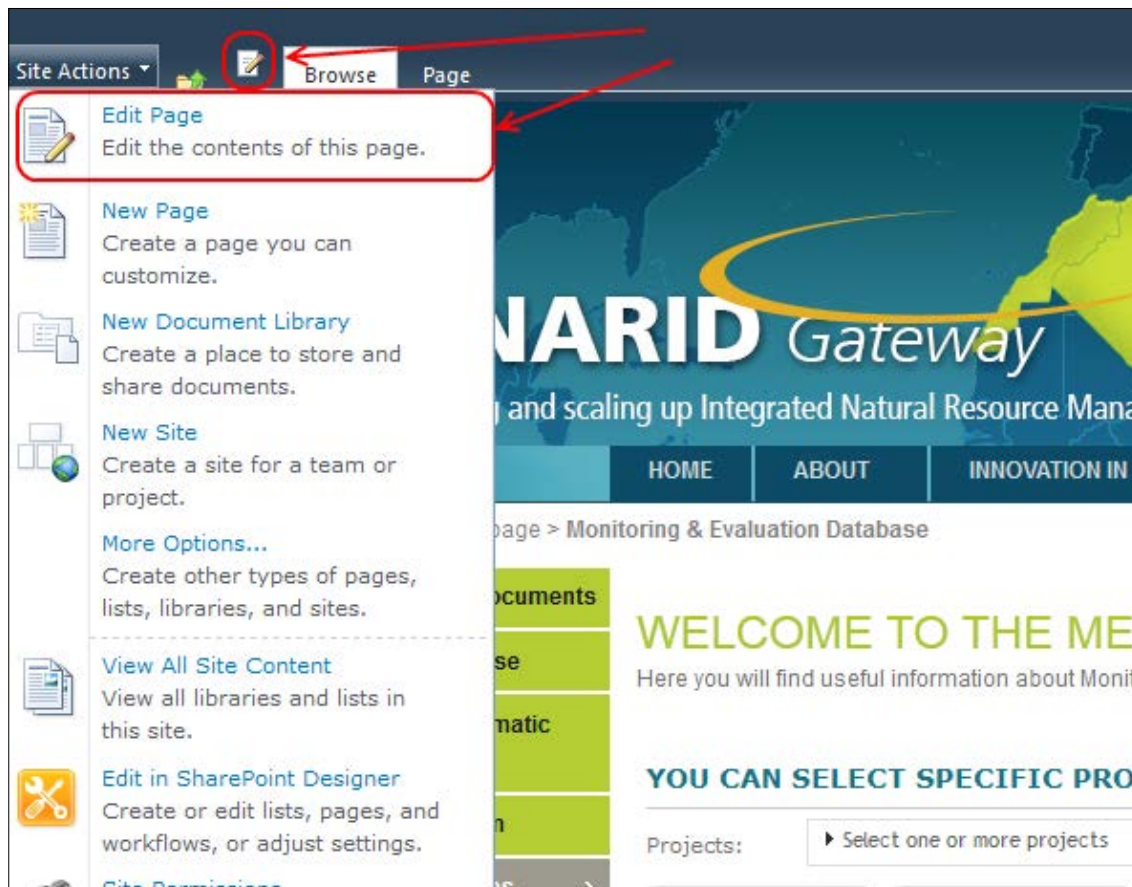 Site Actions
Browse
Page
Edit Page
Edit the contents of this page.
New Page
Create a page you can
customize.
New Document Library
Create a place to store and
share documents.
New Site
Create a site for a team or
project.
More Options...
Create other types of pages,
lists, libraries, and sites.
View All Site Content
View all libraries and lists in
this site.
Edit in SharePoint Designer
Create or edit lists, pages, and
workflows, or adjust settings.
Site Permissions
NARID Gateway
and scaling up Integrated Natural Resource Mana
HOME
ABOUT
INNOVATION IN
page > Monitoring & Evaluation Database
ocuments
se
matic
n
WELCOME TO THE ME
Here you will find useful information about Monit
YOU CAN SELECT SPECIFIC PRO
Projects:
Select one or more projects